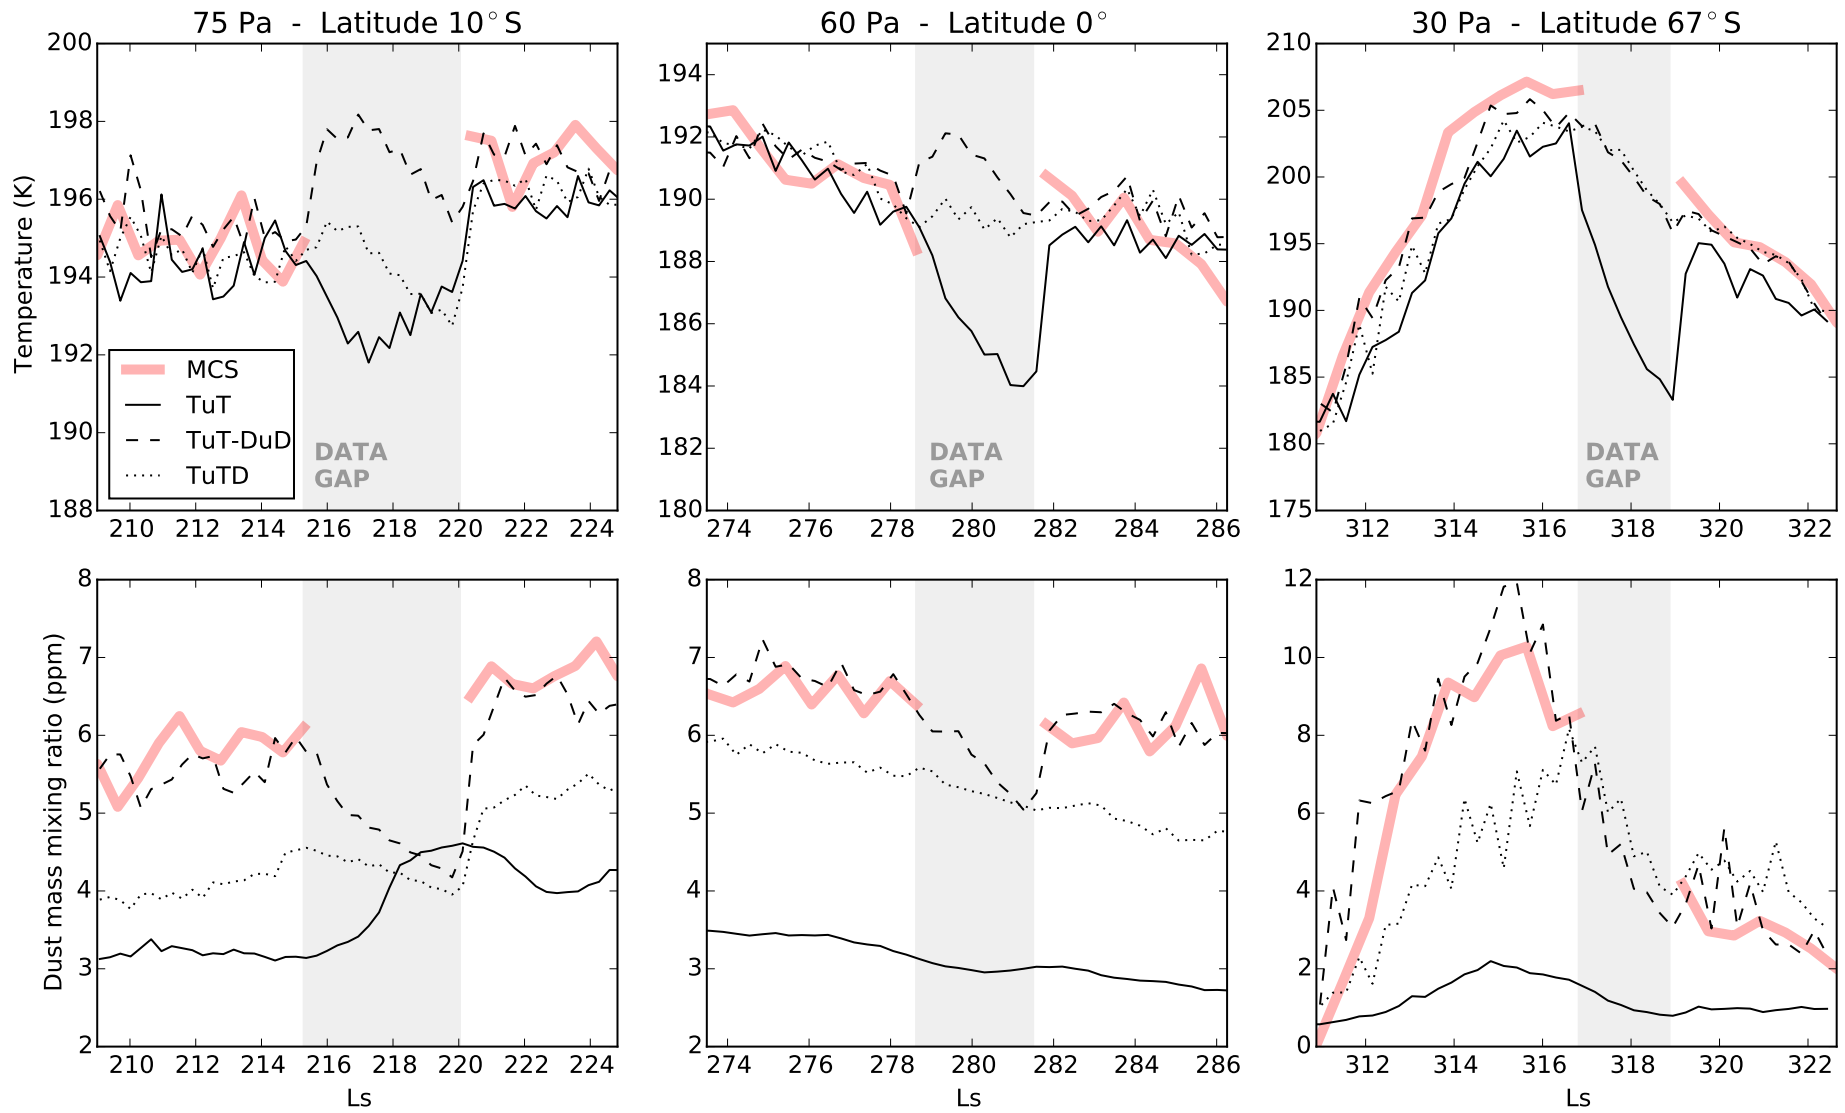 75 Pa - Latitude 10°S
60 Pa - Latitude 0°
30 Pa - Latitude 67°S
Temperature (K)
200
198
196
194
192
190
188
MCS
TuT
TuT-DuD
TuTD
DATA
GAP
210 212 214 216 218 220 222 224
194
192
190
188
186
184
182
180
DATA
GAP
274 276 278 280 282 284 286
210
205
200
195
190
185
180
175
DATA
GAP
312 314 316 318 320 322
Dust mass mixing ratio (ppm)
8
7
6
5
4
3
2
210 212 214 216 218 220 222 224
Ls
8
7
6
5
4
3
2
274 276 278 280 282 284 286
Ls
12
10
8
6
4
2
0
312 314 316 318 320 322
Ls